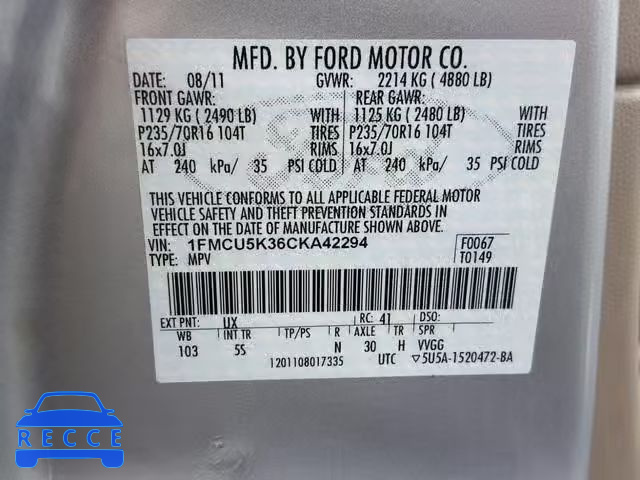 MFD. BY FORD MOTOR CO.
DATE: 08/11 GVWR: 2214 KG ( 4880 LB)
FRONT GAWR: REAR GAWR:
1129 KG ( 2490 LB) WITH 1125 KG ( 2480 LB) WITH
P235/70R16 104T TIRES P235/70R16 104T TIRES
16x7.0J RIMS 16x7.0J RIMS
AT 240 kPa/ 35 PSI COLD AT 240 kPa/ 35 PSI COLD
THIS VEHICLE CONFORMS TO ALL APPLICABLE FEDERAL MOTOR
VEHICLE SAFETY AND THEFT PREVENTION STANDARDS IN
EFFECT ON THE DATE OF MANUFACTURE SHOWN ABOVE.
VIN: 1FMCU5K36CKA42294 F0067
TYPE: MPV T0149
EXT PNT: UX RC: 41 DSO:
WB INT TR TP/PS R AXLE TR SPR
103 5S N 30 H VVGG
1201108017335 UTC ▽5U5A-1520472-BA
RECCE